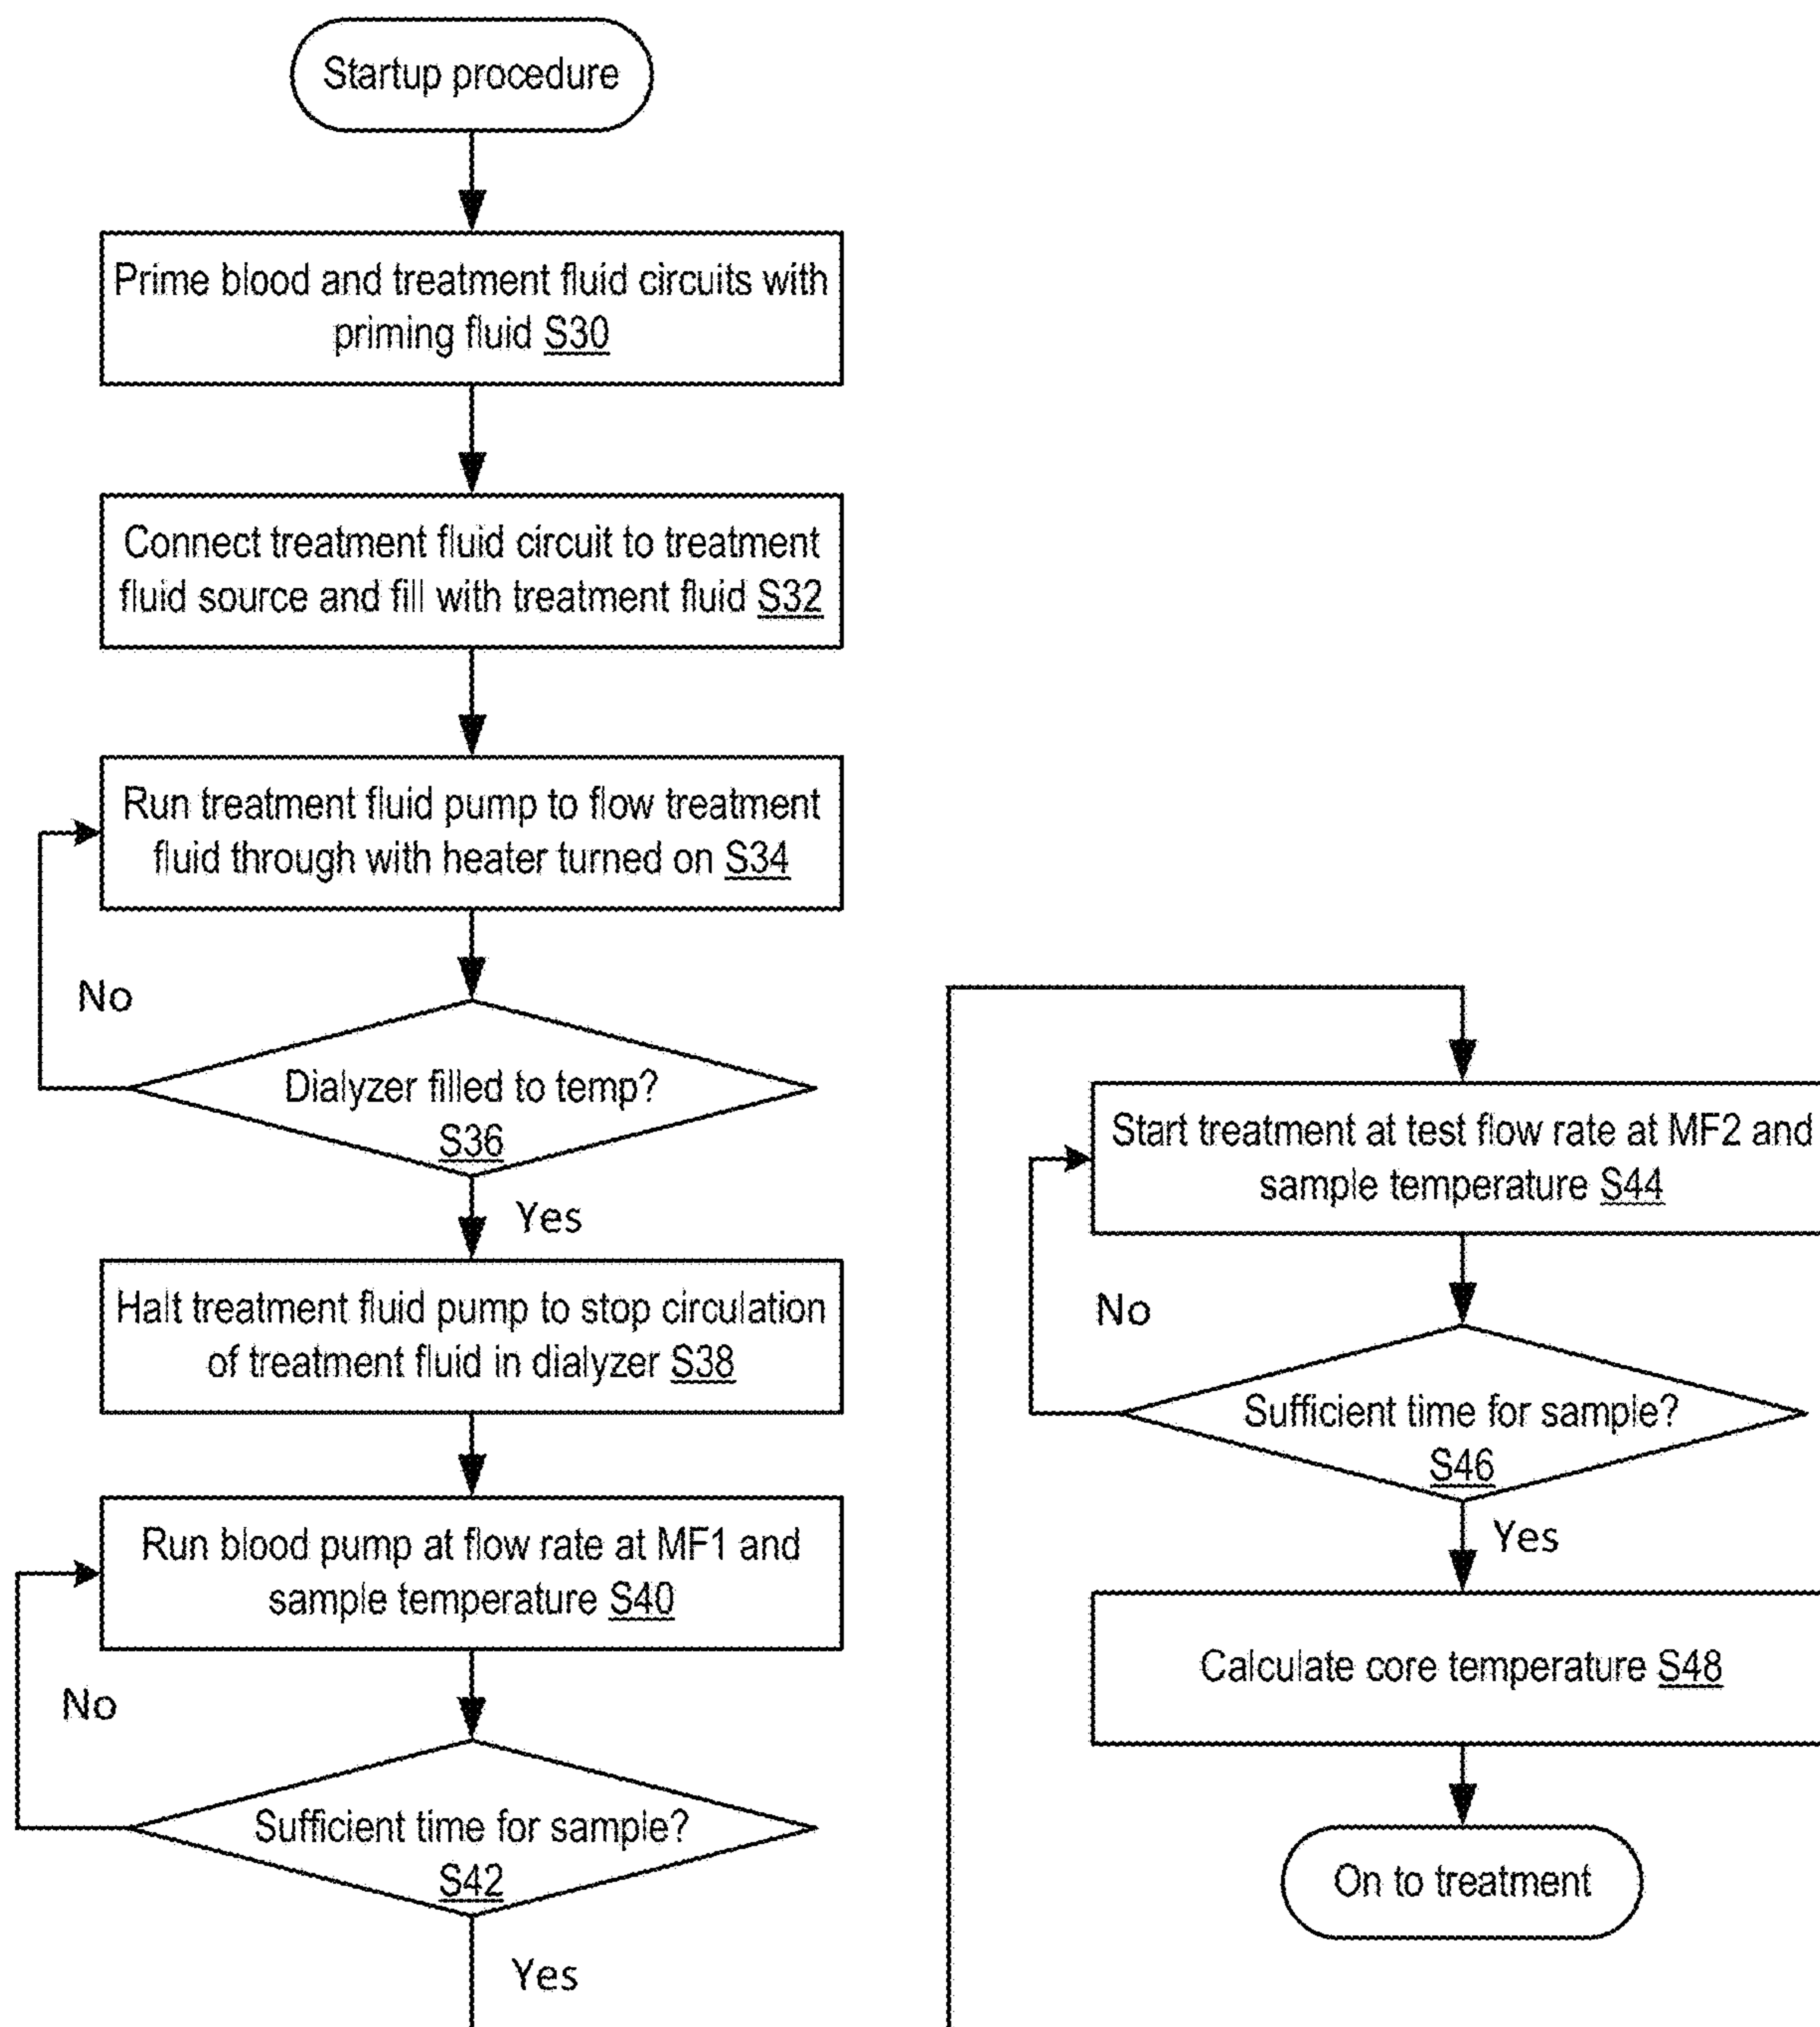 Startup procedure
Prime blood and treatment fluid circuits with
priming fluid S30
Connect treatment fluid circuit to treatment
fluid source and fill with treatment fluid S32
Run treatment fluid pump to flow treatment
fluid through with heater turned on S34
No
Dialyzer filled to temp?
S36
Yes
Halt treatment fluid pump to stop circulation
of treatment fluid in dialyzer S38
Run blood pump at flow rate at MF1 and
sample temperature S40
No
Sufficient time for sample?
S42
Yes
Start treatment at test flow rate at MF2 and
sample temperature S44
No
Sufficient time for sample?
S46
Yes
Calculate core temperature S48
On to treatment